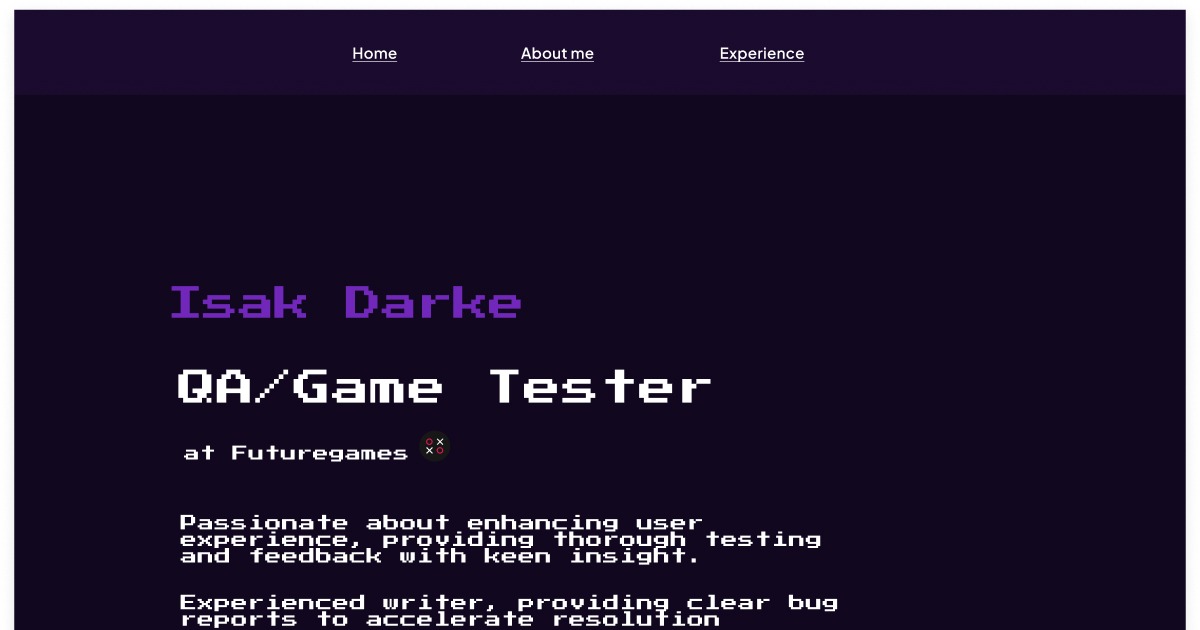 Home About me Experience
Isak Darke
QA/Game Tester
at Futuregames
Passionate about enhancing user
experience, providing thorough testing
and feedback with keen insight.
Experienced writer, providing clear bug
reports to accelerate resolution